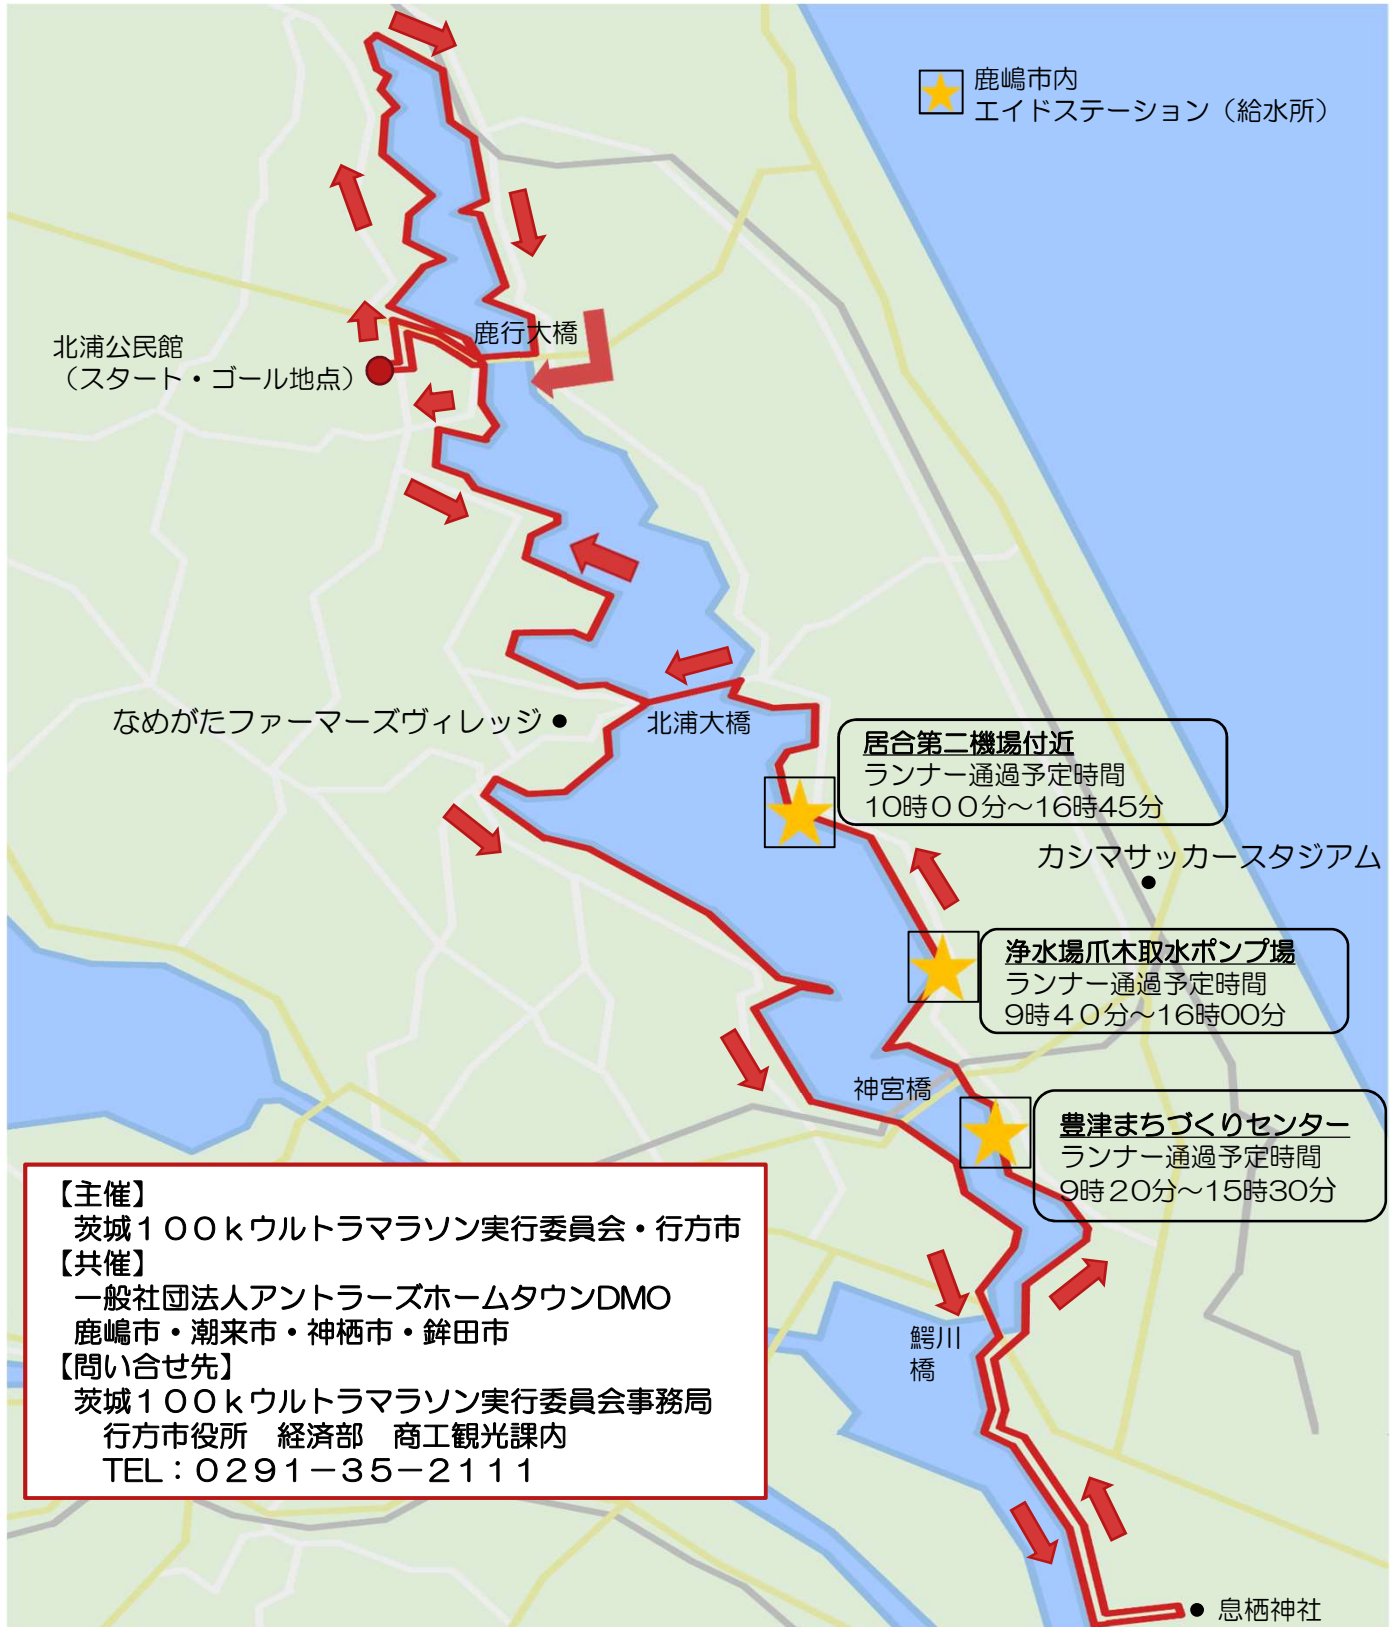 鹿嶋市内
エイドステーション（給水所）
鹿行大橋
北浦公民館
（スタート・ゴール地点）
なめがたファーマーズヴィレッジ
北浦大橋
居合第二機場付近
ランナー通過予定時間
10時００分～16時45分
カシマサッカースタジアム
浄水場爪木取水ポンプ場
ランナー通過予定時間
9時４０分～16時00分
神宮橋
豊津まちづくりセンター
ランナー通過予定時間
9時20分～15時30分
【主催】
茨城１００ｋウルトラマラソン実行委員会・行方市
【共催】
一般社団法人アントラーズホームタウンDMO
鹿嶋市・潮来市・神栖市・鉾田市
【問い合せ先】
茨城１００ｋウルトラマラソン実行委員会事務局
行方市役所　経済部　商工観光課内
TEL：０２９１－３５－２１１１
鰐川
橋
息栖神社